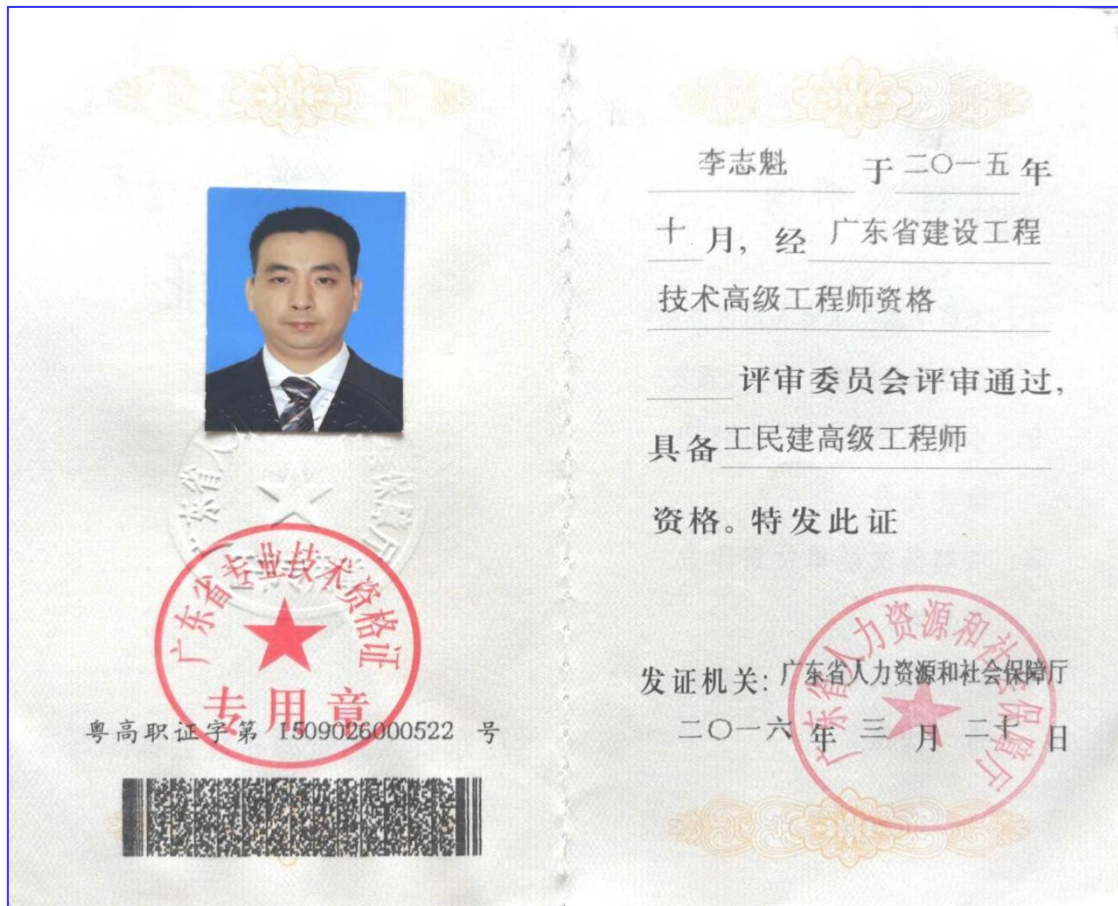 广东省专业技术资格证
专用章
粤高职证字第 1509026000522 号
李志魁 于 二〇一五 年
十 月，经 广东省建设工程
技术高级工程师资格
评审委员会评审通过，
具备 工民建高级工程师
资格。特发此证
广东省人力资源和社会保障厅
发证机关：广东省人力资源和社会保障厅
二〇一六 年 三 月 二十 日